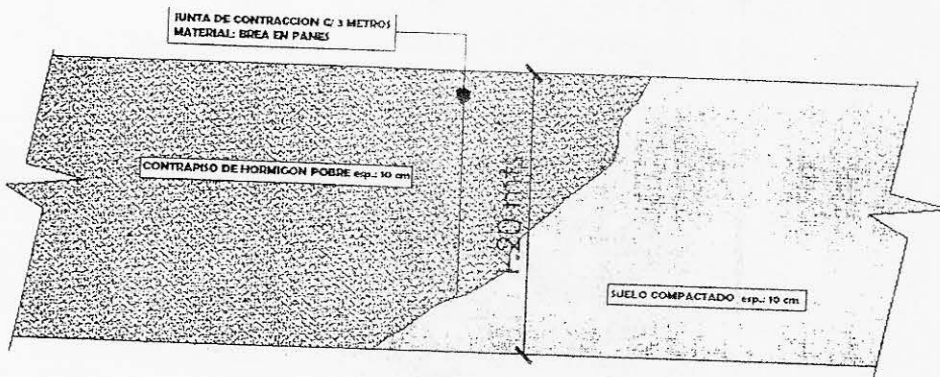 JUNTA DE CONTRACCION C/ 3 METROS
MATERIAL: BREA EN PANES
CONTRAPISO DE HORMIGON POBRE esp.: 10 cm
1.20 mts
SUELO COMPACTADO esp.: 10 cm